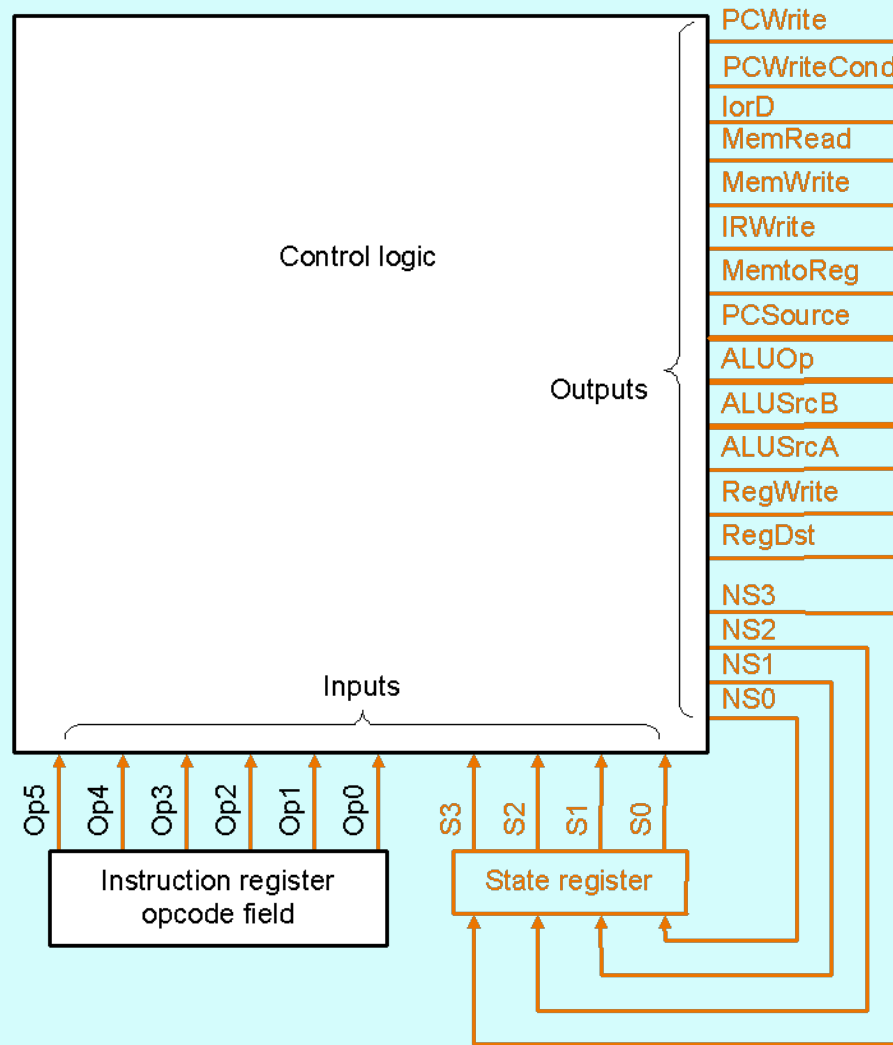 PCWrite
PCWriteCond
IorD
MemRead
MemWrite
IRWrite
MemtoReg
PCSource
ALUOp
ALUSrcB
ALUSrcA
RegWrite
RegDst
NS3
NS2
NS1
NS0
Control logic
Outputs
Inputs
Op5
Op4
Op3
Op2
Op1
Op0
S3
S2
S1
S0
Instruction register
opcode field
State register